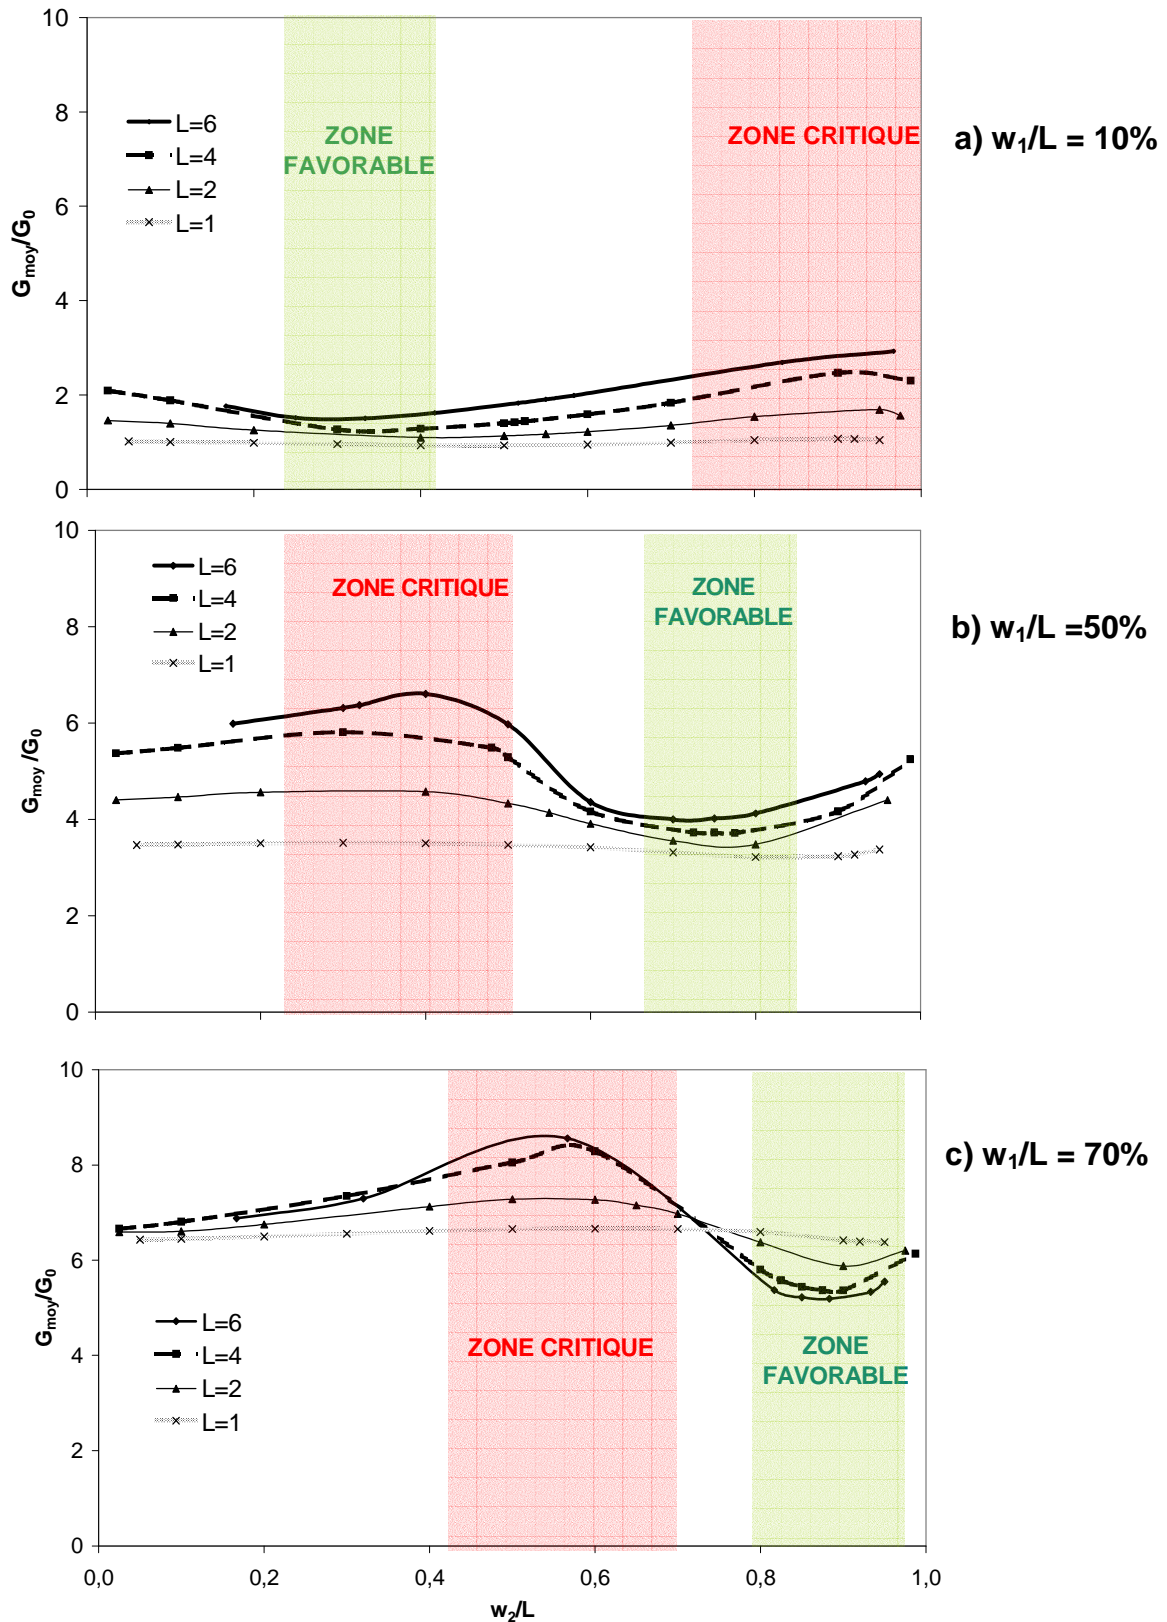 10
8
6
4
2
0
G₍moy₎/G₀
L=6
L=4
L=2
L=1
ZONE
FAVORABLE
ZONE CRITIQUE
a) w₁/L = 10%
10
8
6
4
2
0
G₍moy₎/G₀
L=6
L=4
L=2
L=1
ZONE CRITIQUE
ZONE
FAVORABLE
b) w₁/L =50%
10
8
6
4
2
0
G₍moy₎/G₀
L=6
L=4
L=2
L=1
ZONE CRITIQUE
ZONE
FAVORABLE
c) w₁/L = 70%
0,0 0,2 0,4 0,6 0,8 1,0
w₂/L